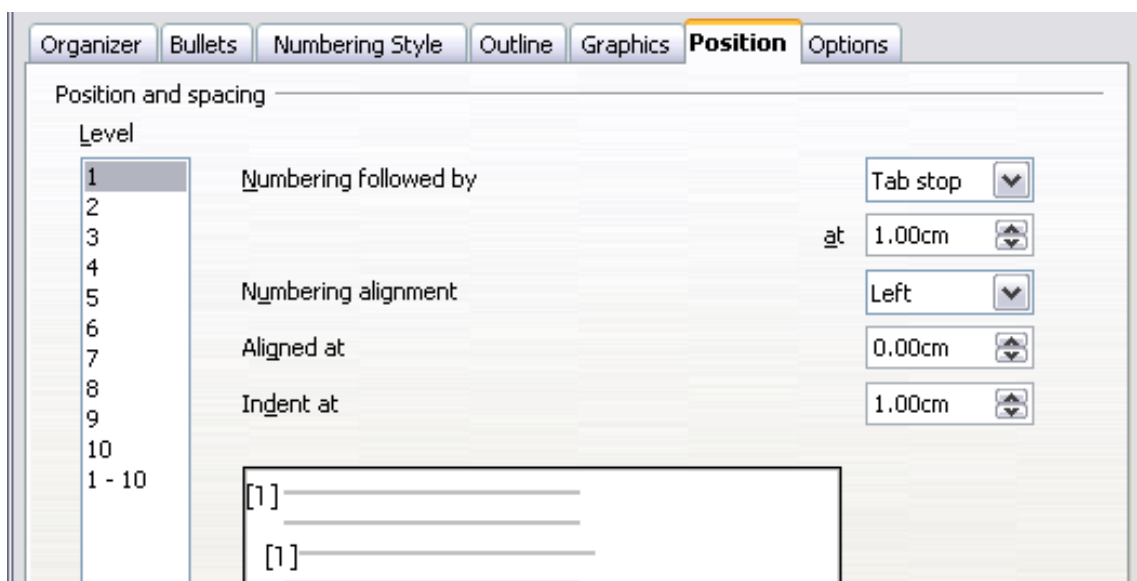 Organizer Bullets Numbering Style Outline Graphics Position Options
Position and spacing
Level
1
2
3
4
5
6
7
8
9
10
1 - 10
Numbering followed by Tab stop
at 1.00cm
Numbering alignment Left
Aligned at 0.00cm
Indent at 1.00cm
[1]
[1]